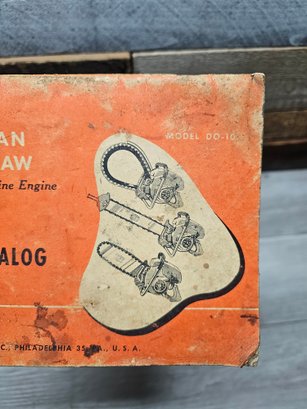 AN
MODEL DO-10
AW
ine Engine
ALOG
C., PHILADELPHIA 35, PA., U. S. A.